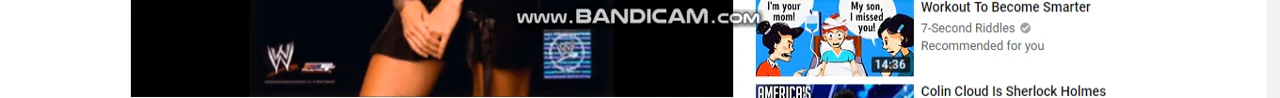 www.BANDICAM.com
W
W
I'm your
mom!
My son,
I missed
you!
14:36
Workout To Become Smarter
7-Second Riddles
Recommended for you
AMERICA'S
Colin Cloud Is Sherlock Holmes